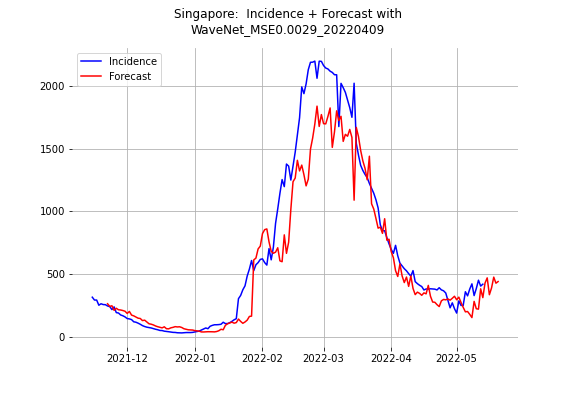 Singapore:  Incidence + Forecast with
WaveNet_MSE0.0029_20220409
Incidence
Forecast
2000
1500
1000
500
0
2021-12
2022-01
2022-02
2022-03
2022-04
2022-05